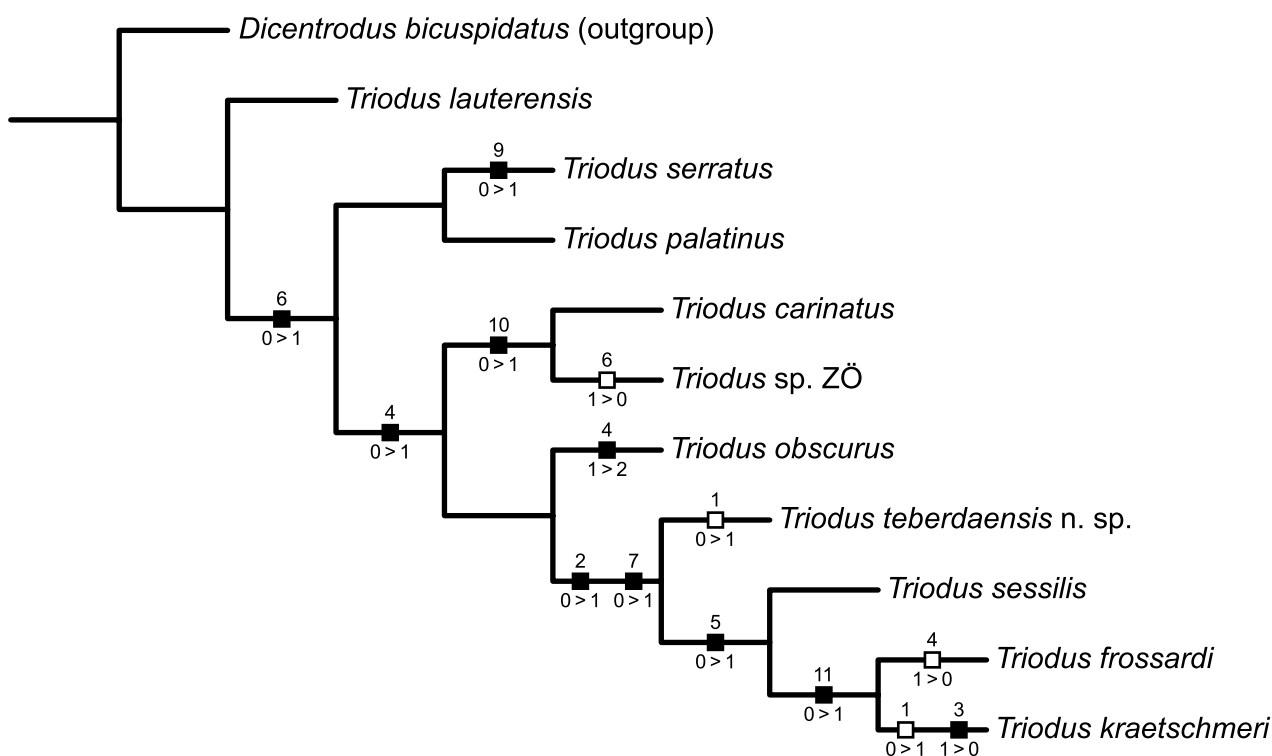 Dicentrodus bicuspidatus (outgroup)
Triodus lauterensis
9
0 > 1
Triodus serratus
Triodus palatinus
6
0 > 1
Triodus carinatus
10
0 > 1
6
1 > 0
Triodus sp. ZÖ
4
0 > 1
4
1 > 2
Triodus obscurus
1
0 > 1
Triodus teberdaensis n. sp.
2
0 > 1
7
0 > 1
Triodus sessilis
5
0 > 1
4
1 > 0
Triodus frossardi
11
0 > 1
1
0 > 1
3
1 > 0
Triodus kraetschmeri